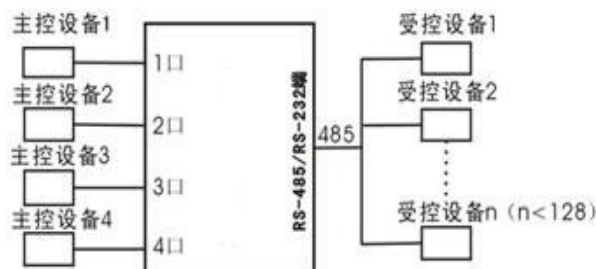 主控设备1
1口
主控设备2
2口
主控设备3
3口
主控设备4
4口
RS-485/RS-232端
485
受控设备1
受控设备2
受控设备n（n<128）